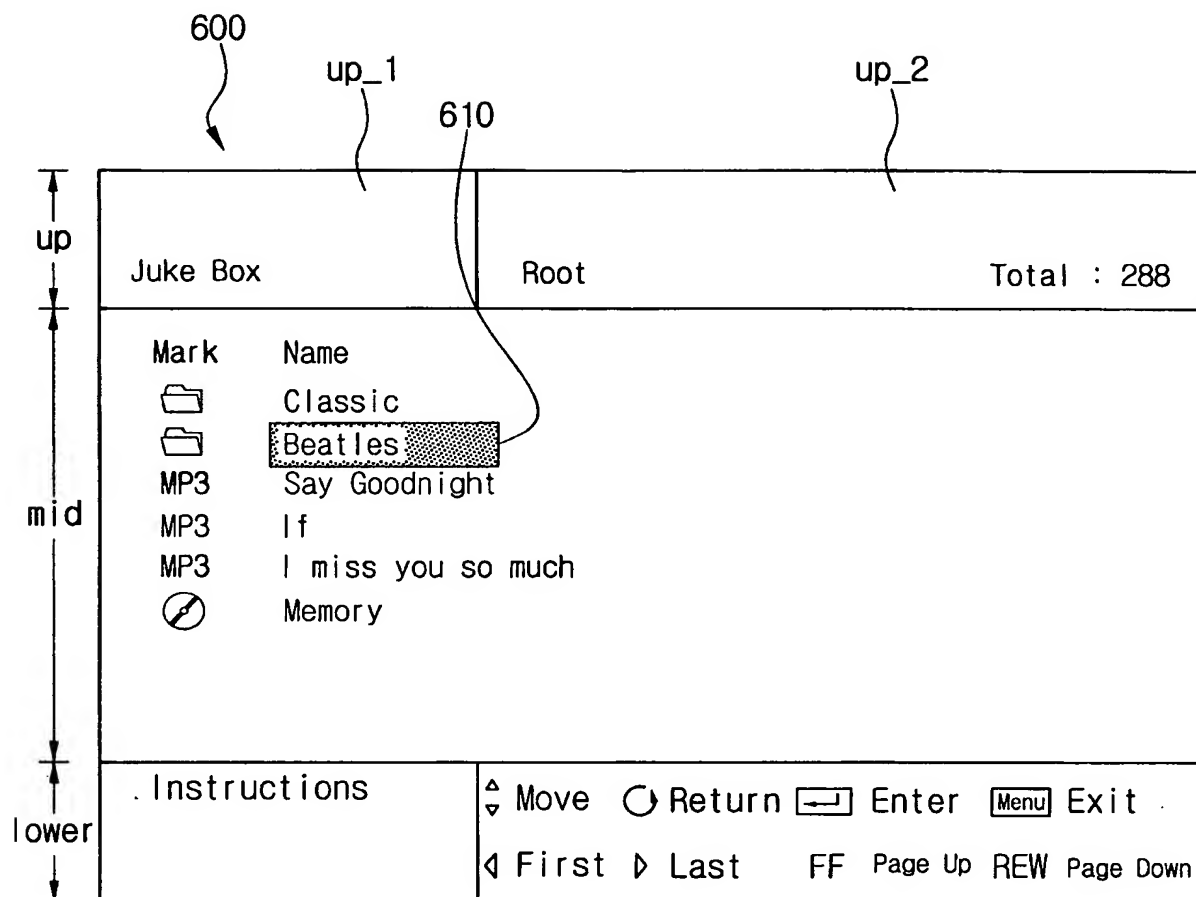 600
up_1
up_2
610
up
Juke Box
Root
Total : 288
Mark Name
Classic
Beatles
MP3 Say Goodnight
mid
MP3 If
MP3 I miss you so much
Memory
Instructions
Move Return Enter Menu Exit
lower
First Last FF Page Up REW Page Down